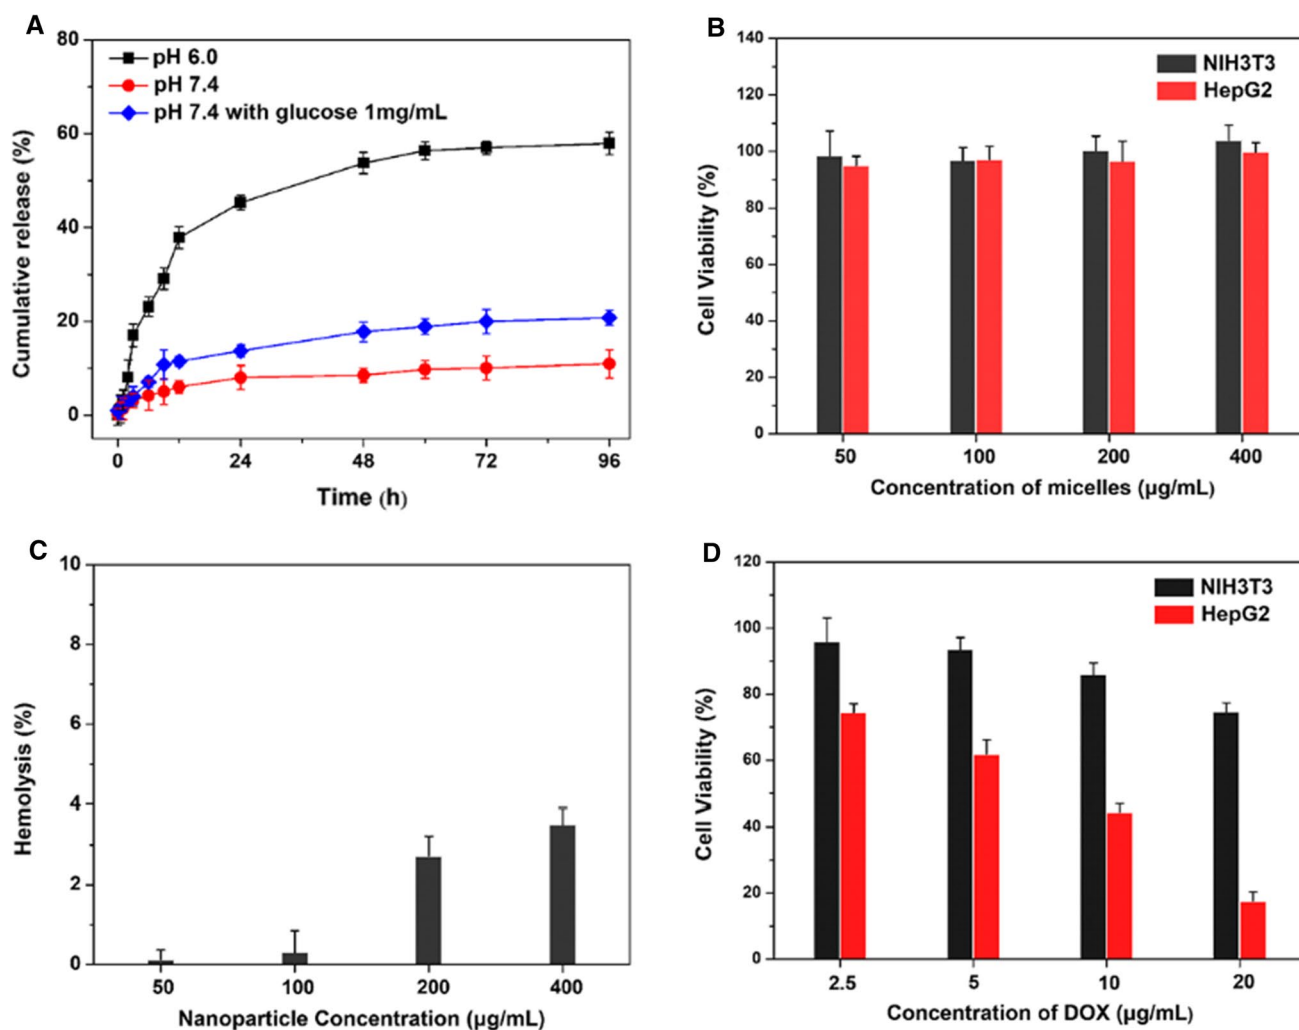 A
80
60
40
20
0
Cumulative release (%)
pH 6.0
pH 7.4
pH 7.4 with glucose 1mg/mL
0 24 48 72 96
Time (h)
B
140
120
100
80
60
40
20
0
Cell Viability (%)
NIH3T3
HepG2
50 100 200 400
Concentration of micelles (μg/mL)
C
10
8
6
4
2
0
Hemolysis (%)
50 100 200 400
Nanoparticle Concentration (μg/mL)
D
120
100
80
60
40
20
0
Cell Viability (%)
NIH3T3
HepG2
2.5 5 10 20
Concentration of DOX (μg/mL)